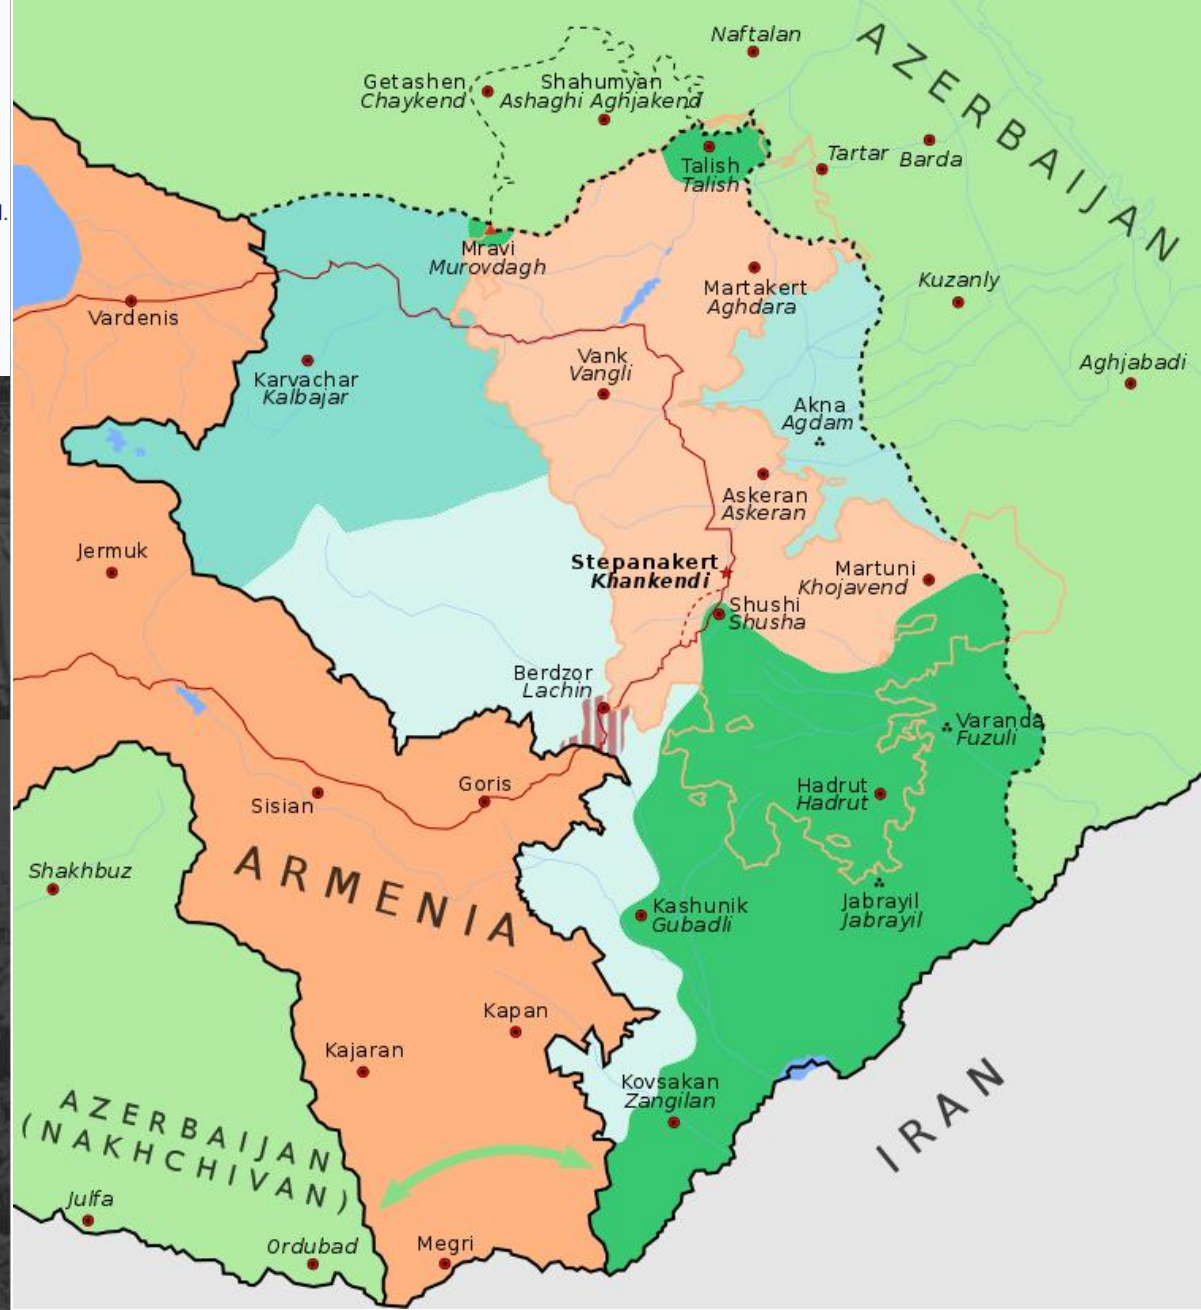 Naftalan
AZERBAIJAN
Getashen
Chaykend
Shahumyan
Ashaghi Aghjakend
Talish
Talish
Tartar
Barda
Mravi
Murovdagh
Martakert
Aghdara
Kuzanly
Vardenis
Vank
Vangli
Aghjabadi
Karvachar
Kalbajar
Akna
Agdam
Askeran
Askeran
Jermuk
Stepanakert
Khankendi
Martuni
Khojavend
Shushi
Shusha
Berdzor
Lachin
Varanda
Fuzuli
Sisian
Goris
Hadrut
Hadrut
ARMENIA
Shakhbuz
Kashunik
Gubadli
Jabrayil
Jabrayil
Kapan
Kajaran
Kovsakan
Zangilan
IRAN
AZERBAIJAN
(NAKHCHIVAN)
Julfa
Ordubad
Megri